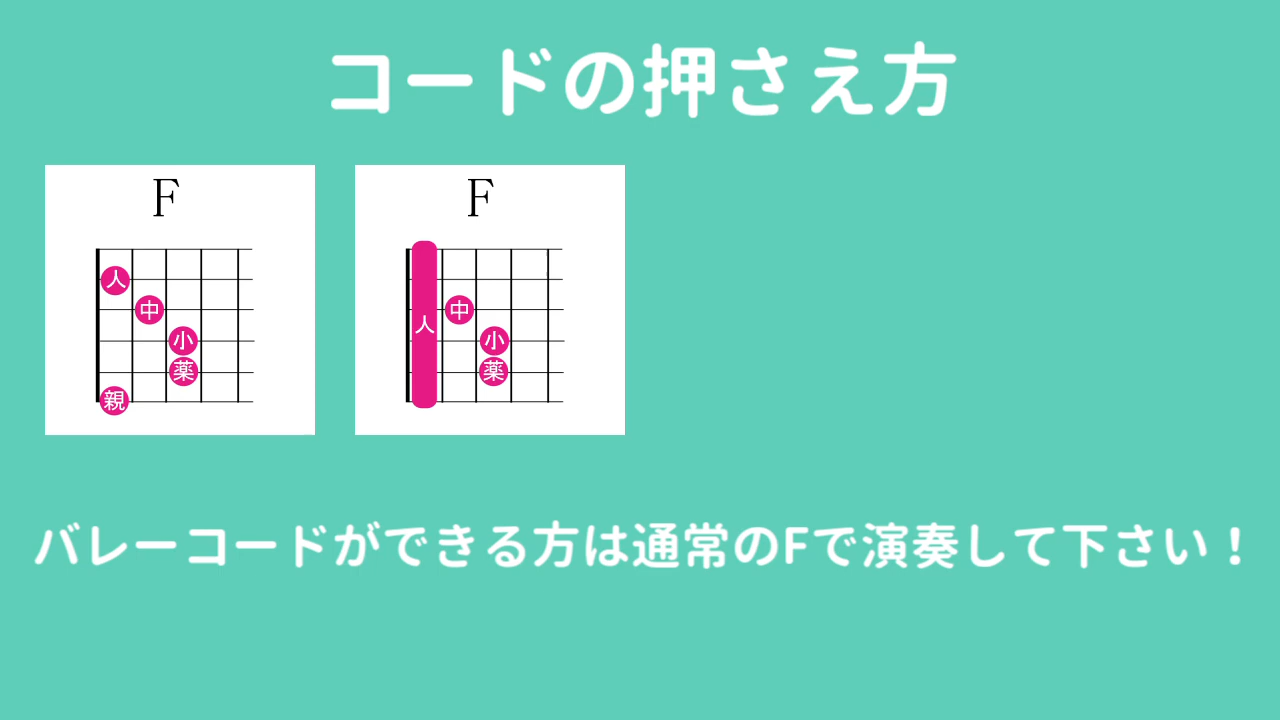 コードの押さえ方
F
人
中
小
薬
親
F
人
中
小
薬
バレーコードができる方は通常のFで演奏して下さい！